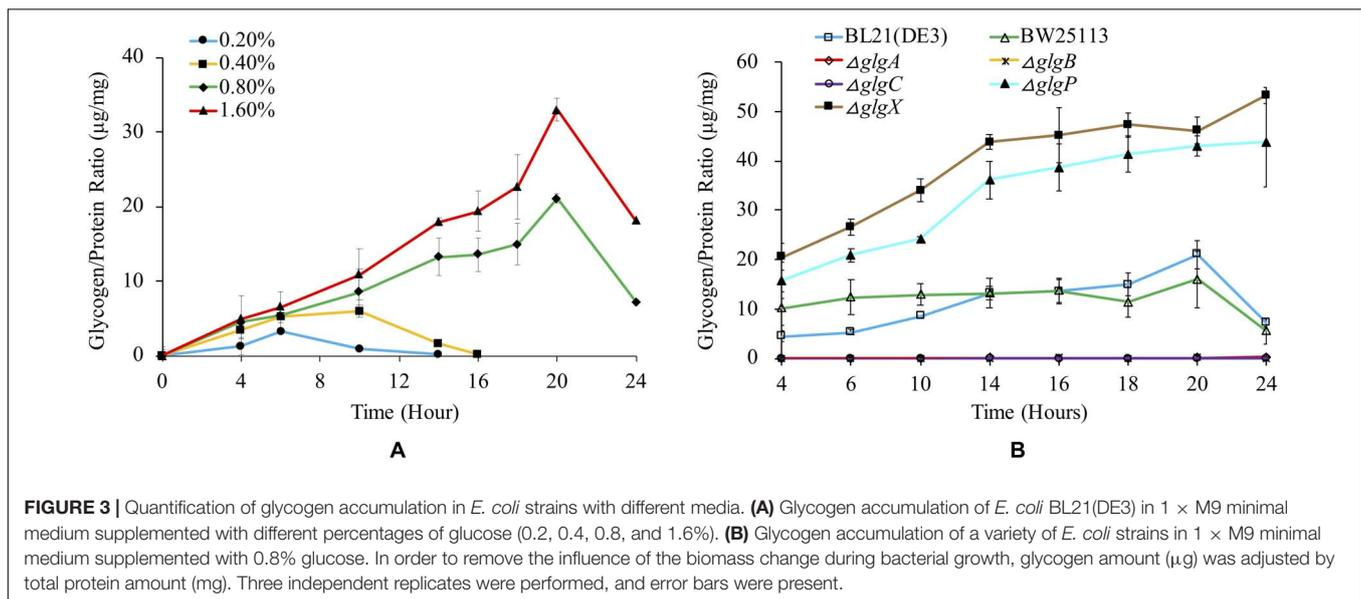 0.20%
0.40%
0.80%
1.60%
Glycogen/Protein Ratio (µg/mg)
40
30
20
10
0
0 4 8 12 16 20 24
Time (Hour)
A
BL21(DE3) BW25113
ΔglgA ΔglgB
ΔglgC ΔglgP
ΔglgX
Glycogen/Protein Ratio (µg/mg)
60
50
40
30
20
10
0
4 6 10 14 16 18 20 24
Time (Hours)
B
FIGURE 3 | Quantification of glycogen accumulation in E. coli strains with different media. (A) Glycogen accumulation of E. coli BL21(DE3) in 1 × M9 minimal
medium supplemented with different percentages of glucose (0.2, 0.4, 0.8, and 1.6%). (B) Glycogen accumulation of a variety of E. coli strains in 1 × M9 minimal
medium supplemented with 0.8% glucose. In order to remove the influence of the biomass change during bacterial growth, glycogen amount (µg) was adjusted by
total protein amount (mg). Three independent replicates were performed, and error bars were present.